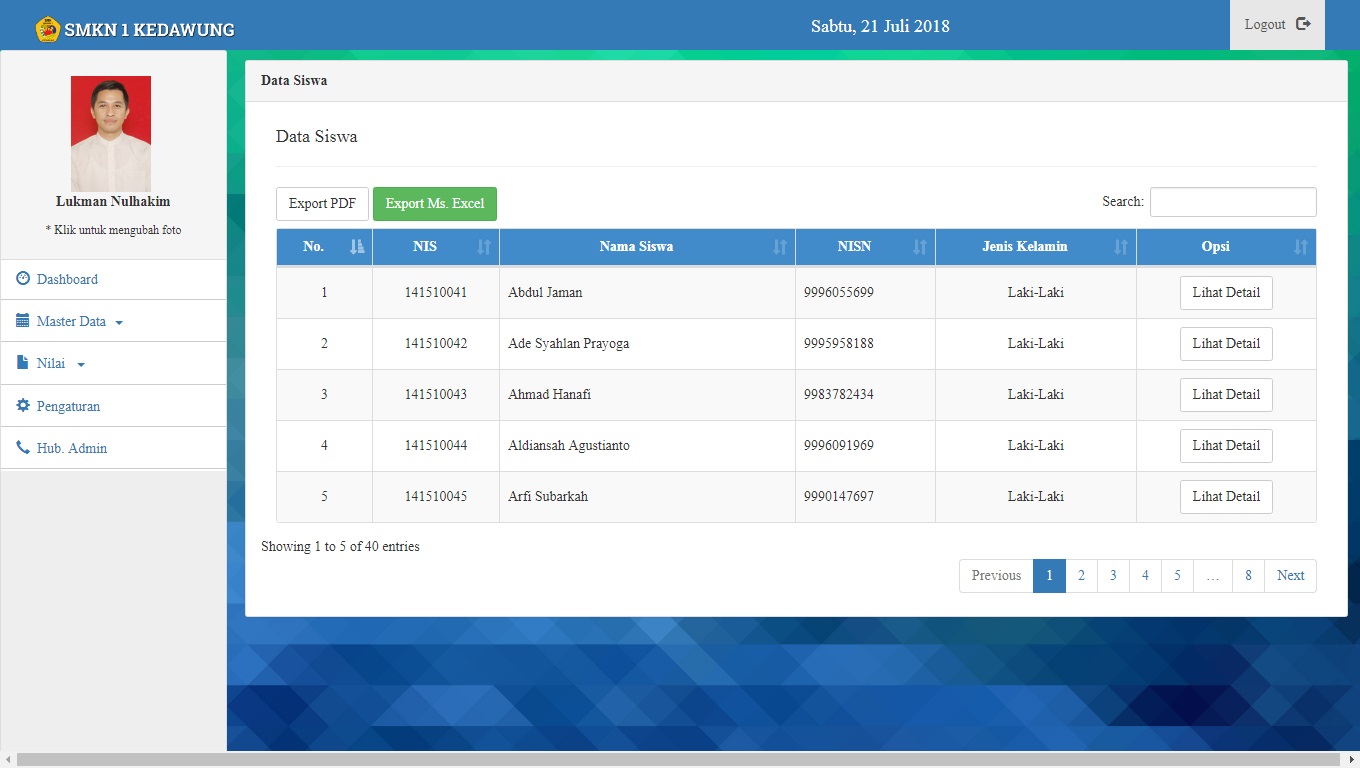 SMKN 1 KEDAWUNG
Sabtu, 21 Juli 2018
Logout
Lukman Nulhakim
* Klik untuk mengubah foto
Dashboard
Master Data
Nilai
Pengaturan
Hub. Admin
Data Siswa
Data Siswa
Export PDF Export Ms. Excel Search:
No. NIS Nama Siswa NISN Jenis Kelamin Opsi
1 141510041 Abdul Jaman 9996055699 Laki-Laki Lihat Detail
2 141510042 Ade Syahlan Prayoga 9995958188 Laki-Laki Lihat Detail
3 141510043 Ahmad Hanafi 9983782434 Laki-Laki Lihat Detail
4 141510044 Aldiansah Agustianto 9996091969 Laki-Laki Lihat Detail
5 141510045 Arfi Subarkah 9990147697 Laki-Laki Lihat Detail
Showing 1 to 5 of 40 entries
Previous 1 2 3 4 5 … 8 Next